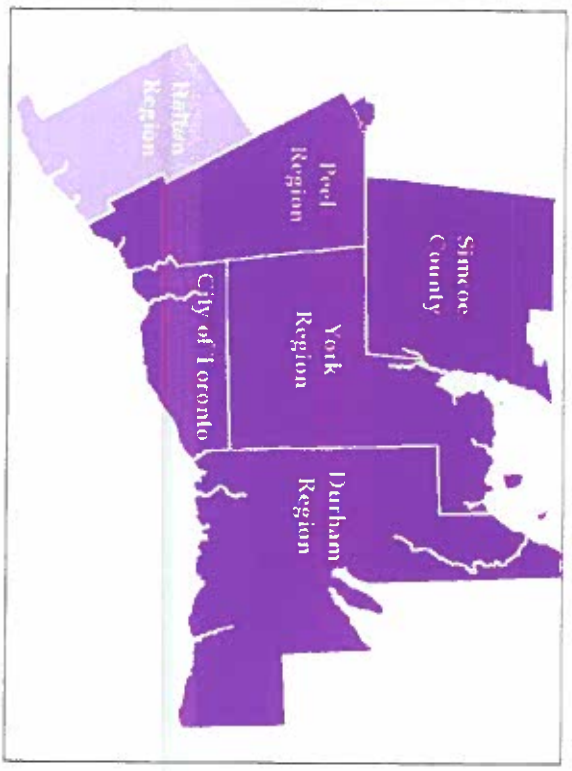 Simcoe
County
Peel
Region
York
Region
Durham
Region
City of Toronto
Halton
Region